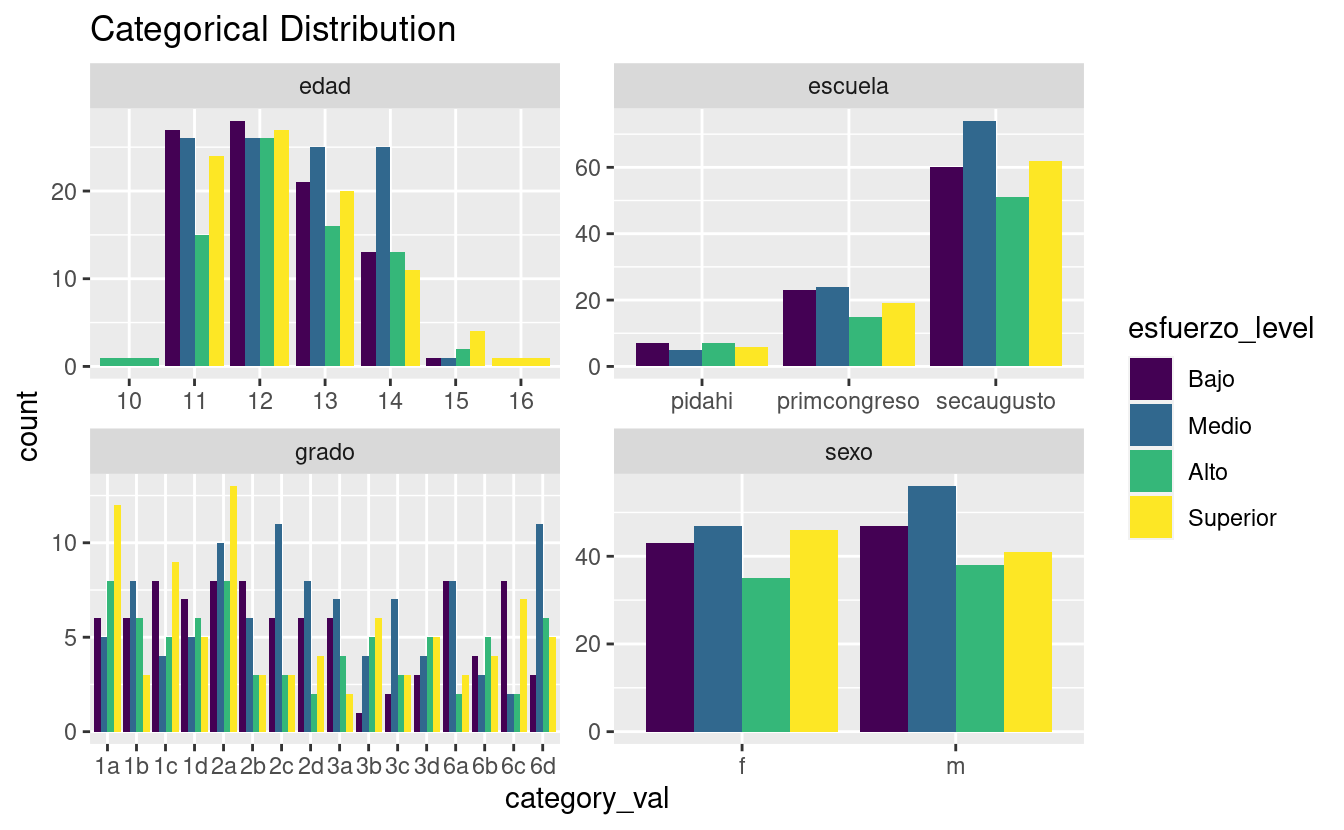 Categorical Distribution
edad
escuela
20
10
0
10 11 12 13 14 15 16
60
40
20
0
pidahi primcongreso secaugusto
grado
sexo
10
5
0
1a 1b 1c 1d 2a 2b 2c 2d 3a 3b 3c 3d 6a 6b 6c 6d
40
20
0
f m
count
category_val
esfuerzo_level
Bajo
Medio
Alto
Superior